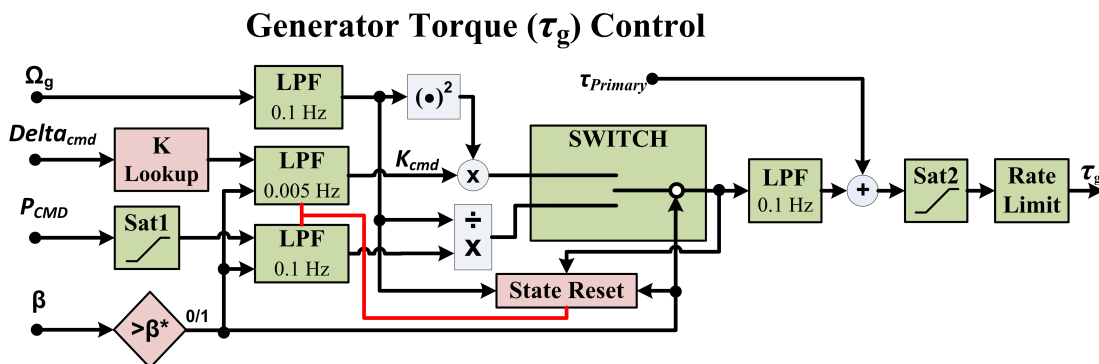 Generator Torque (τg) Control
Ωg
LPF
0.1 Hz
(•)²
τPrimary
Deltacmd
K
Lookup
LPF
0.005 Hz
Kcmd
x
SWITCH
LPF
0.1 Hz
+
Sat2
Rate
Limit
τg
PCMD
Sat1
LPF
0.1 Hz
÷
X
State Reset
β
>β*
0/1